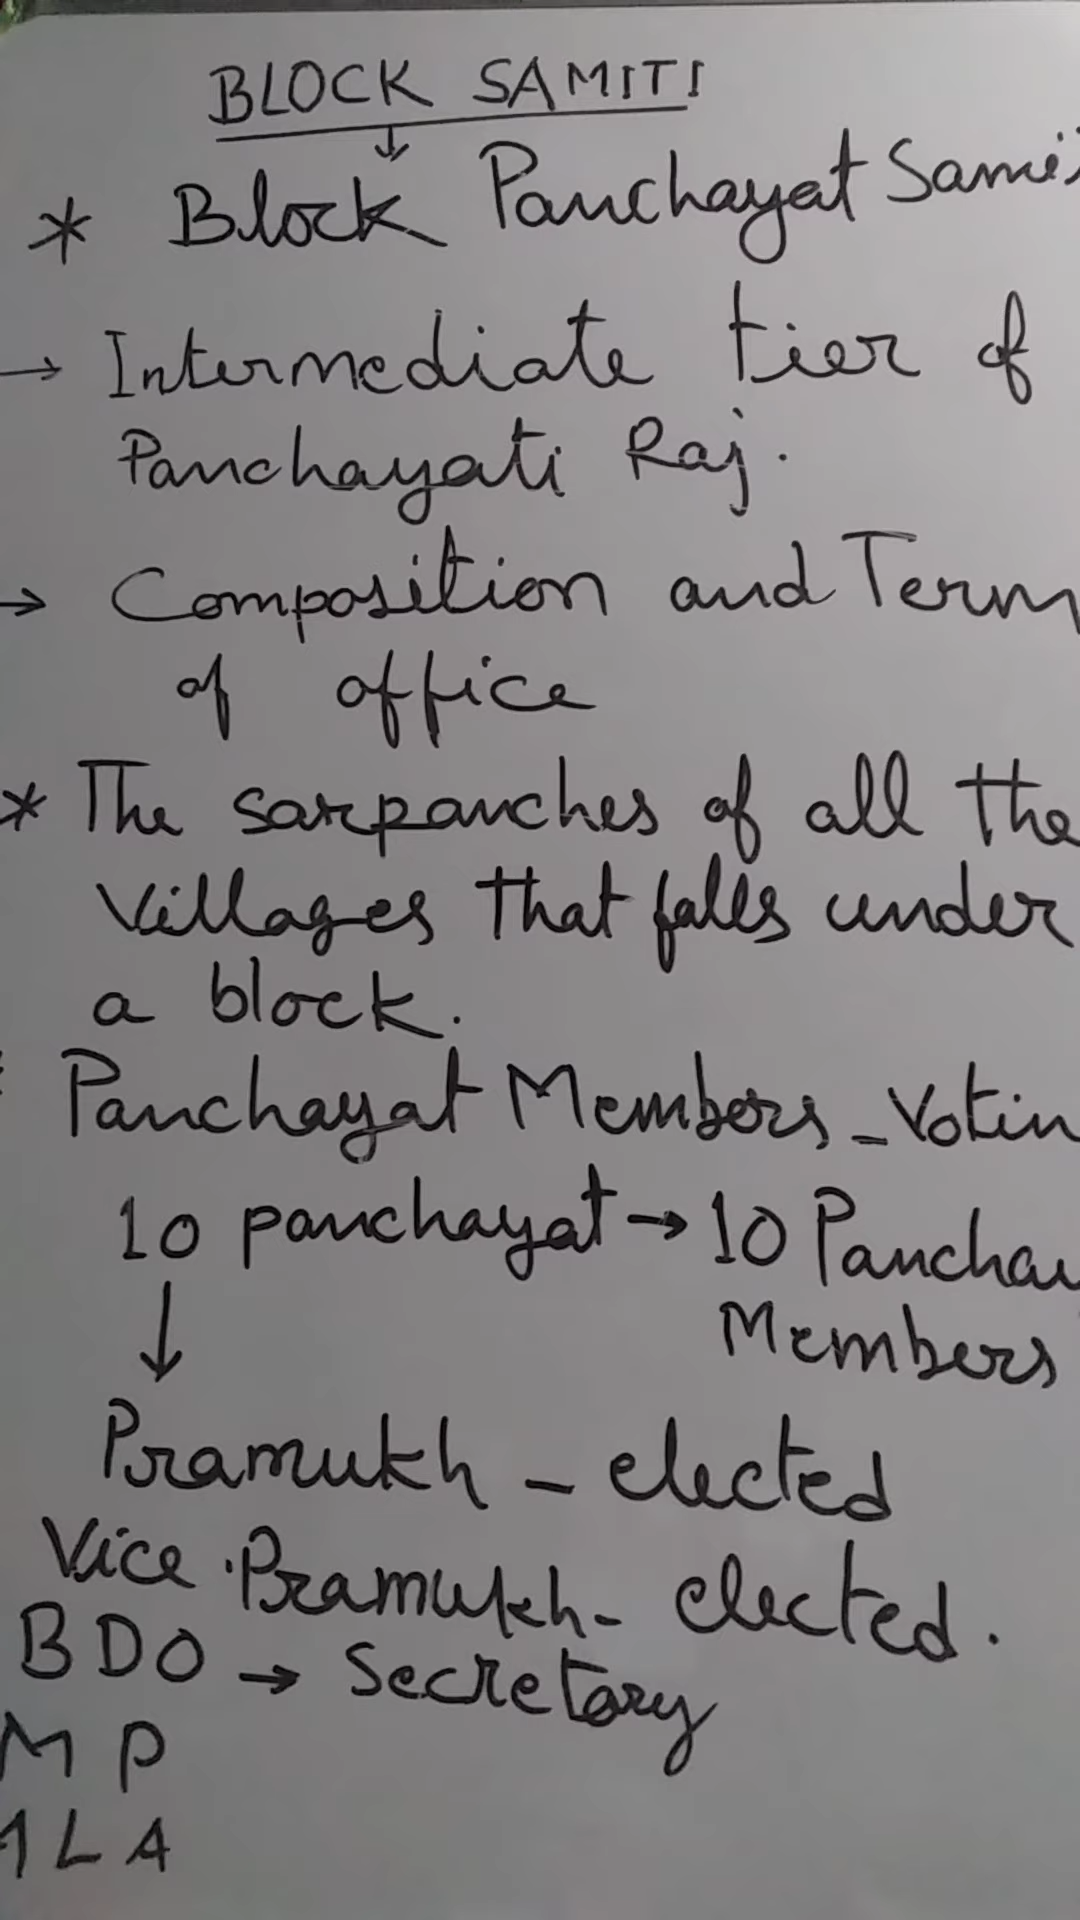 BLOCK SAMITI
↓
* Block Panchayat Sami
→ Intermediate tier of
Panchayati Raj.
→ Composition and Term
of office
* The sarpanches of all the
villages that falls under
a block.
Panchayat Members - Votin
10 panchayat → 10 Pancha
↓ Members
Pramukh - elected
Vice Pramukh - elected.
BDO → Secretary
MP
MLA